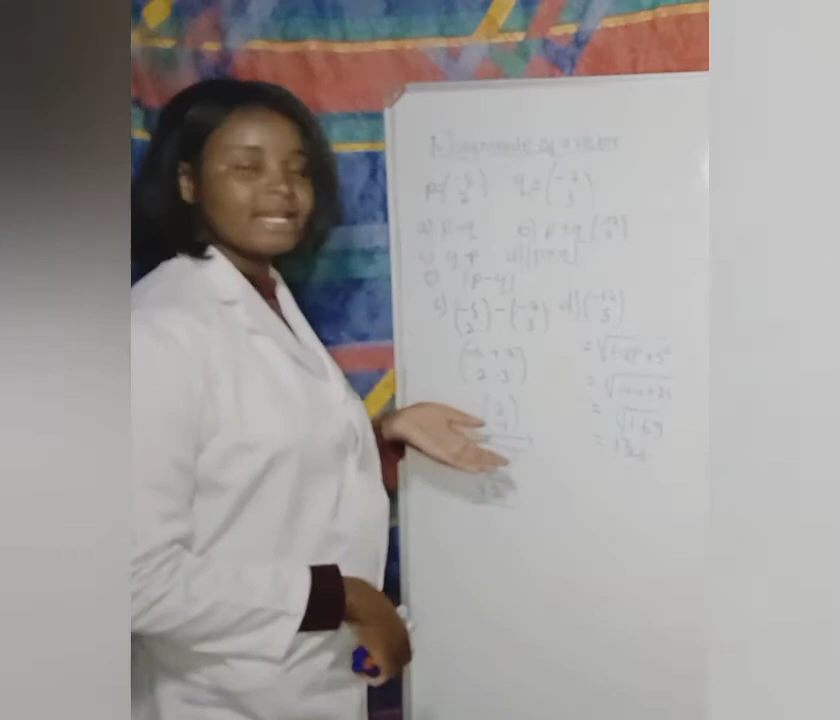 Magnitude of a vector
p=(-5 2) q=(-7 3)
a) p-q b) p+q (-12 5)
c) q+p d) |p+q|
e) |p-q|
(-5 2) - (-7 3) d) (-12 5)
(-5+7 2-3) = √(-12)²+5²
= √144+25
(2 -1) = √169
= 13